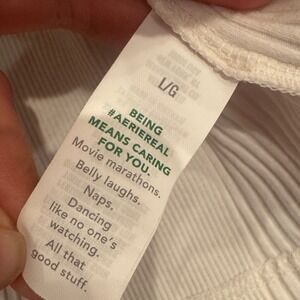 L/G
BEING
#AERIEREAL
MEANS CARING
FOR YOU.
Movie marathons.
Belly laughs.
Naps.
Dancing
like no one's
watching.
All that
good stuff.